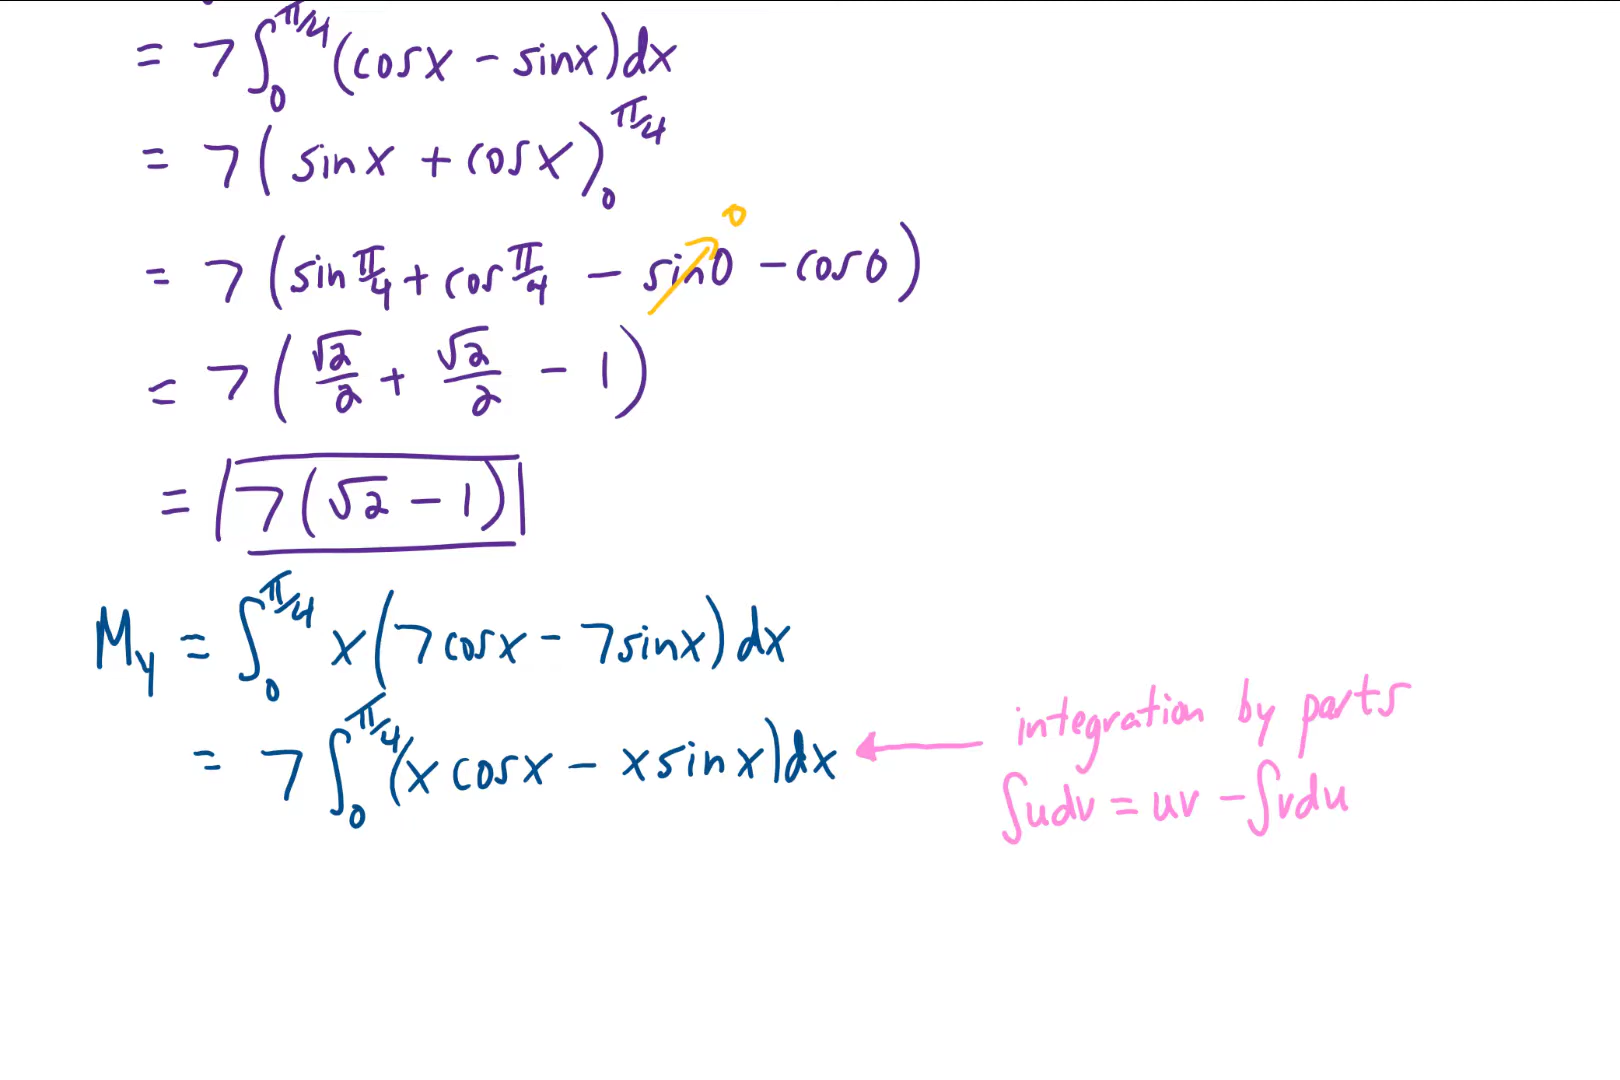 = 7∫₀^π/4 (cosx - sinx)dx
= 7(sinx + cosx)₀^π/4
= 7(sin π/4 + cos π/4 - sin0 - cos0) 0
= 7(√2/2 + √2/2 - 1)
= 7(√2 - 1)
My = ∫₀^π/4 x(7cosx - 7sinx)dx
= 7∫₀^π/4 (x cosx - x sinx)dx
integration by parts
∫udv = uv - ∫vdu